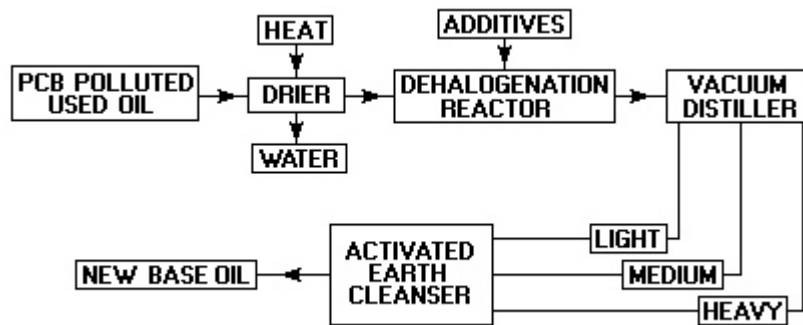 HEAT
ADDITIVES
PCB POLLUTED
USED OIL
DRIER
DEHALOGENATION
REACTOR
VACUUM
DISTILLER
WATER
LIGHT
ACTIVATED
EARTH
CLEANSER
NEW BASE OIL
MEDIUM
HEAVY